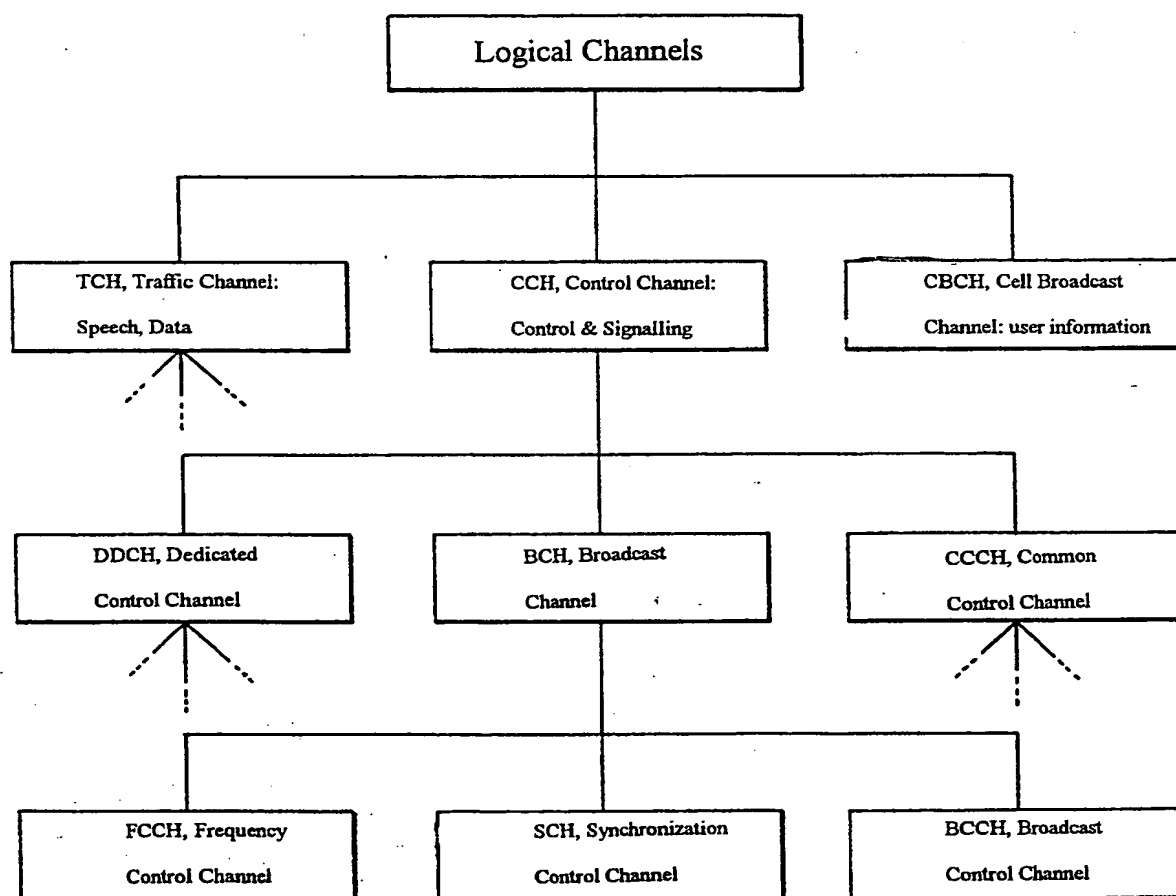 Logical Channels
TCH, Traffic Channel:
Speech, Data
CCH, Control Channel:
Control & Signalling
CBCH, Cell Broadcast
Channel: user information
DDCH, Dedicated
Control Channel
BCH, Broadcast
Channel
CCCH, Common
Control Channel
FCCH, Frequency
Control Channel
SCH, Synchronization
Control Channel
BCCH, Broadcast
Control Channel